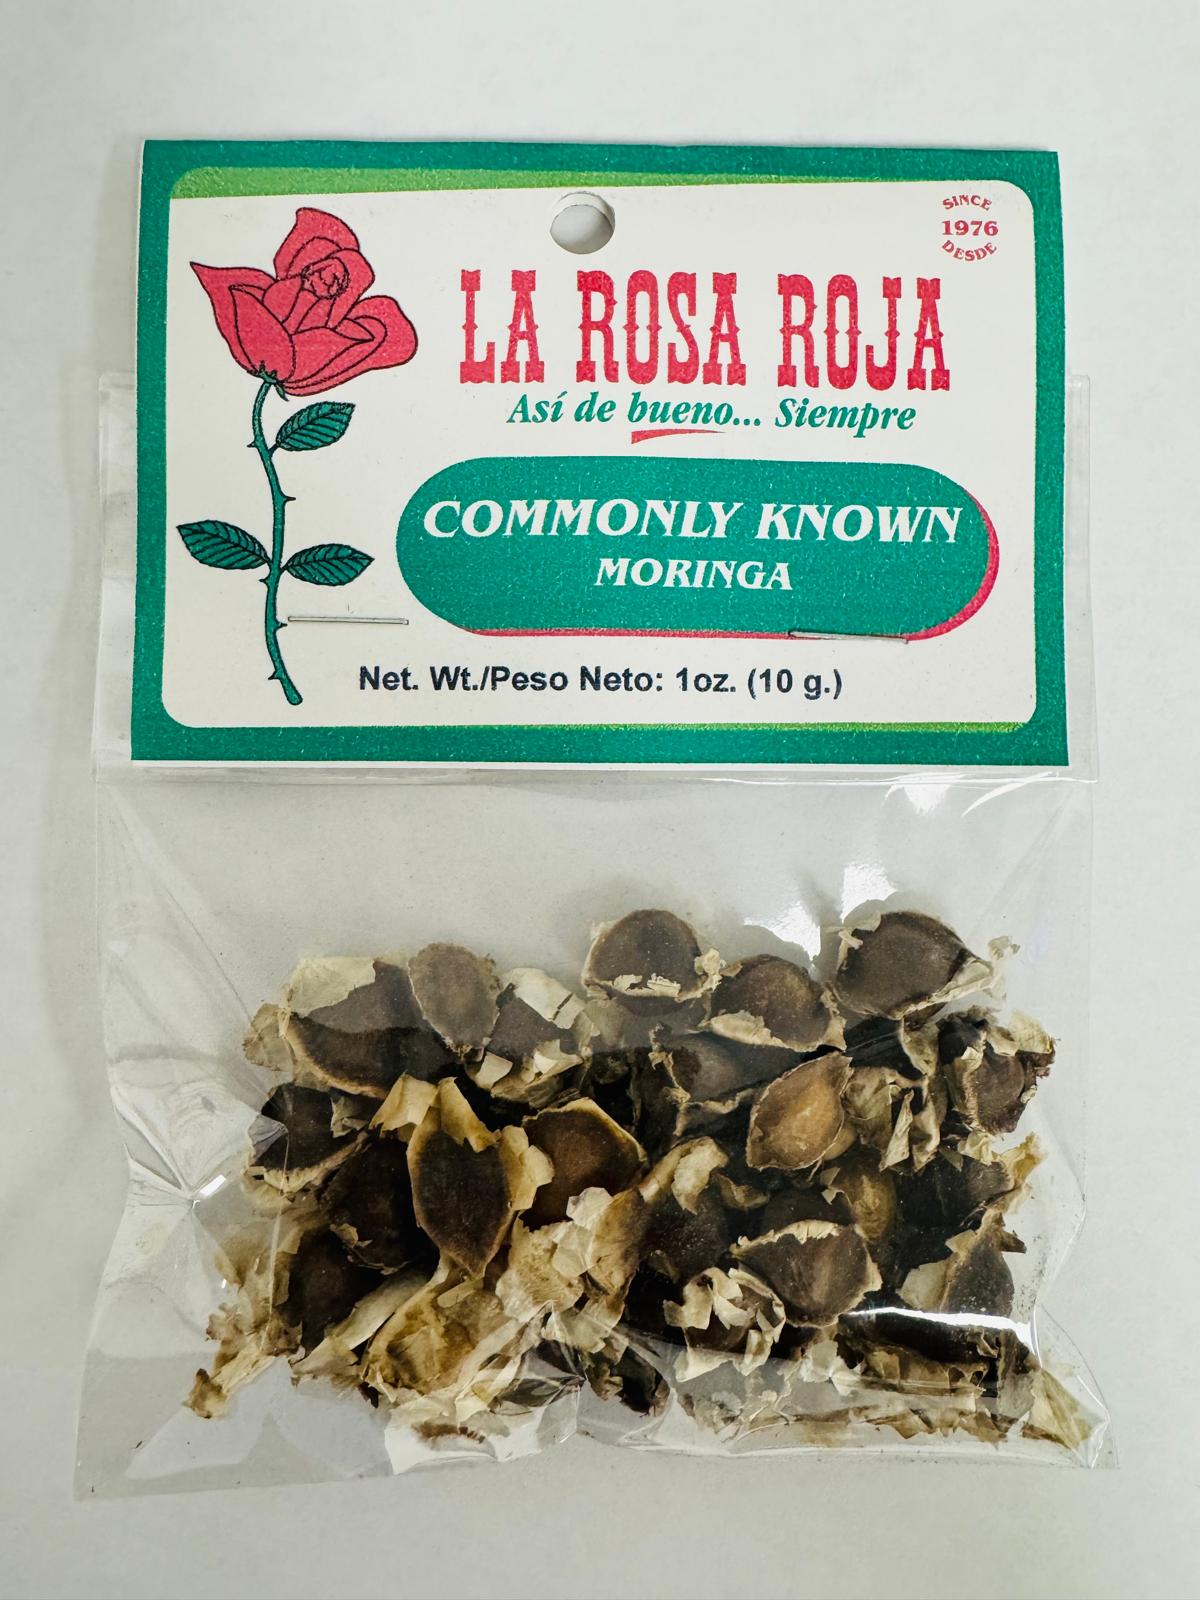 SINCE
1976
DESDE
LA ROSA ROJA
Así de bueno... Siempre
COMMONLY KNOWN
MORINGA
Net. Wt./Peso Neto: 1oz. (10 g.)